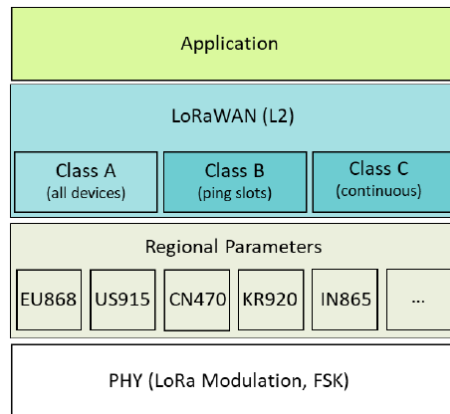 Application
LoRaWAN (L2)
Class A
(all devices)
Class B
(ping slots)
Class C
(continuous)
Regional Parameters
EU868 US915 CN470 KR920 IN865 ...
PHY (LoRa Modulation, FSK)